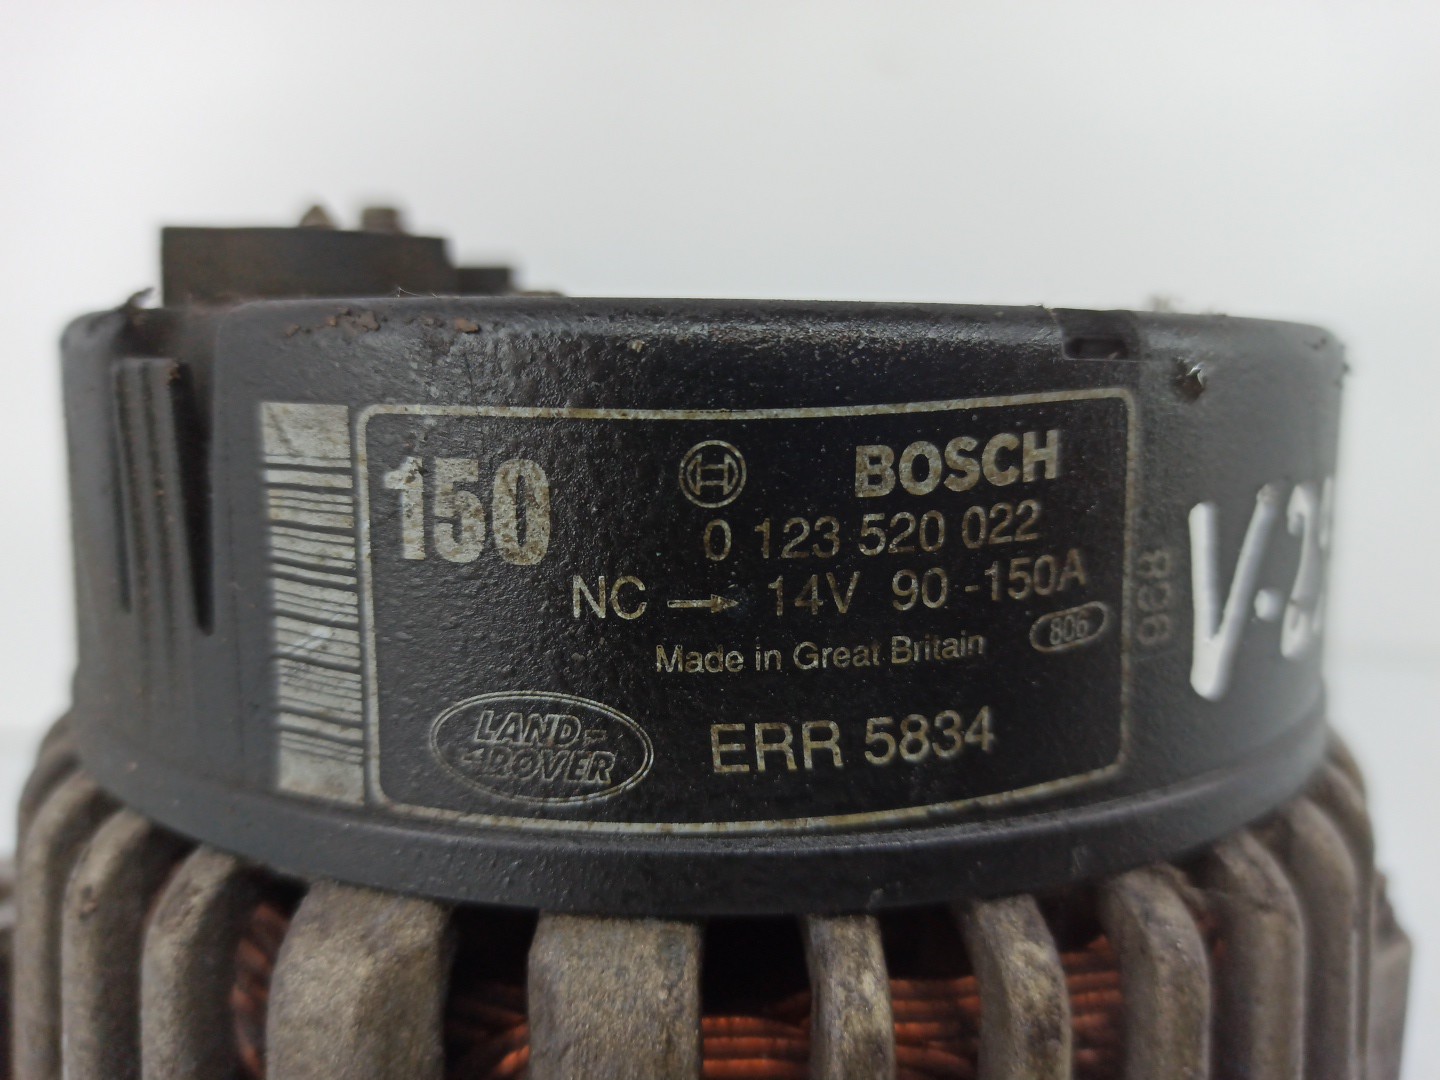 150
BOSCH
0 123 520 022
NC → 14V 90-150A
Made in Great Britain
806
LAND-
ROVER
ERR 5834